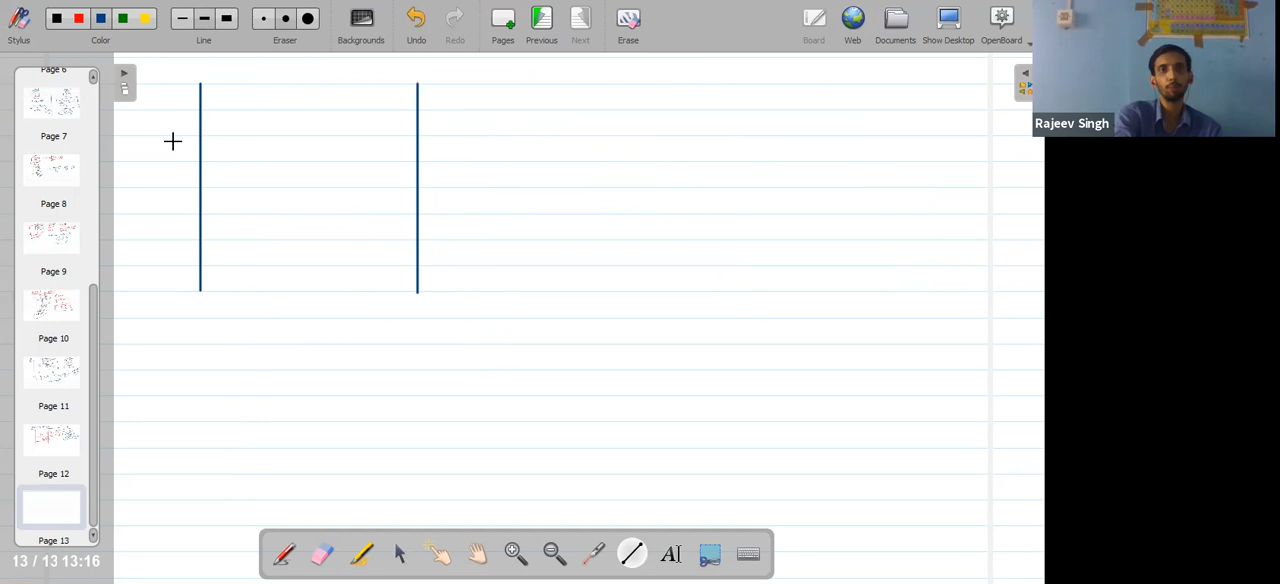 Stylus
Color
Line
Eraser
Backgrounds
Undo
Redo
Pages
Previous
Next
Erase
Board
Web
Documents
Show Desktop
OpenBoard
Rajeev Singh
Page 6
Page 7
Page 8
Page 9
Page 10
Page 11
Page 12
Page 13
13 / 13 13:16
A